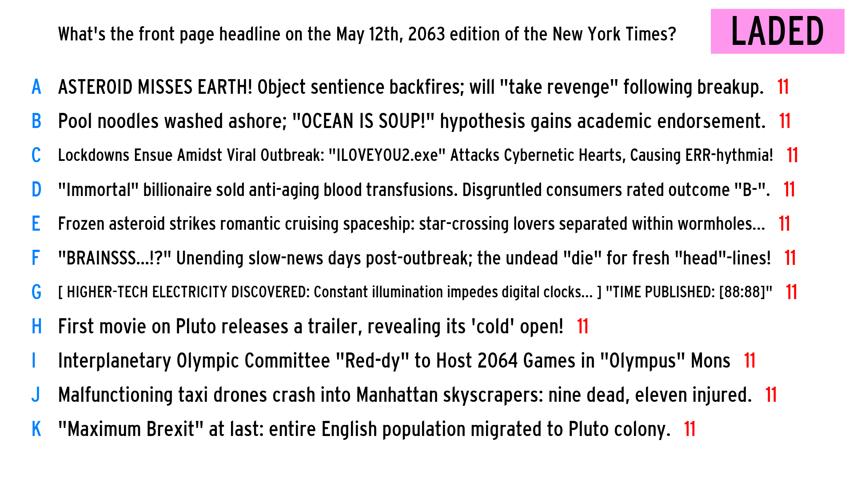 What's the front page headline on the May 12th, 2063 edition of the New York Times?
LADED
A ASTEROID MISSES EARTH! Object sentience backfires; will "take revenge" following breakup. 11
B Pool noodles washed ashore; "OCEAN IS SOUP!" hypothesis gains academic endorsement. 11
C Lockdowns Ensue Amidst Viral Outbreak: "ILOVEYOU2.exe" Attacks Cybernetic Hearts, Causing ERR-hythmia! 11
D "Immortal" billionaire sold anti-aging blood transfusions. Disgruntled consumers rated outcome "B-". 11
E Frozen asteroid strikes romantic cruising spaceship: star-crossing lovers separated within wormholes... 11
F "BRAINSSS...!?" Unending slow-news days post-outbreak; the undead "die" for fresh "head"-lines! 11
G [ HIGHER-TECH ELECTRICITY DISCOVERED: Constant illumination impedes digital clocks... ] "TIME PUBLISHED: [88:88]" 11
H First movie on Pluto releases a trailer, revealing its 'cold' open! 11
I Interplanetary Olympic Committee "Red-dy" to Host 2064 Games in "Olympus" Mons 11
J Malfunctioning taxi drones crash into Manhattan skyscrapers: nine dead, eleven injured. 11
K "Maximum Brexit" at last: entire English population migrated to Pluto colony. 11